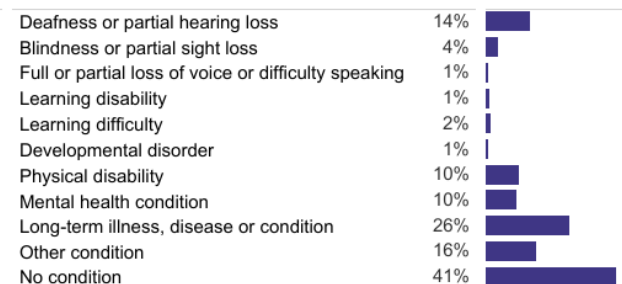 Deafness or partial hearing loss 14%
Blindness or partial sight loss 4%
Full or partial loss of voice or difficulty speaking 1%
Learning disability 1%
Learning difficulty 2%
Developmental disorder 1%
Physical disability 10%
Mental health condition 10%
Long-term illness, disease or condition 26%
Other condition 16%
No condition 41%